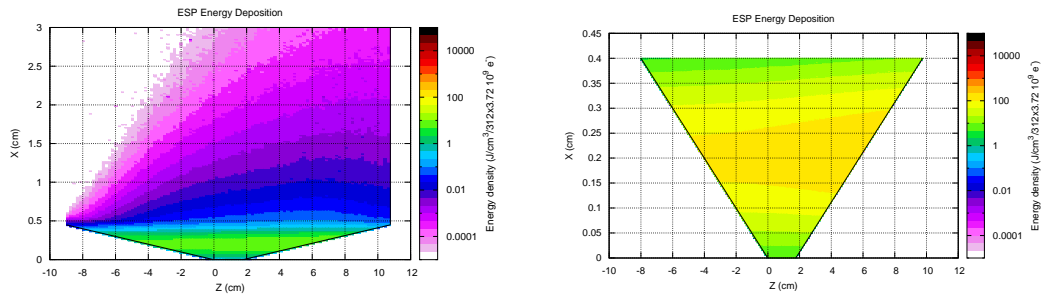 ESP Energy Deposition
3
2.5
2
1.5
1
0.5
0
-10 -8 -6 -4 -2 0 2 4 6 8 10 12
X (cm)
Z (cm)
10000
100
1
0.01
0.0001
Energy density (J/cm³/312x3.72 10⁹ e⁻)
ESP Energy Deposition
0.45
0.4
0.35
0.3
0.25
0.2
0.15
0.1
0.05
0
-10 -8 -6 -4 -2 0 2 4 6 8 10 12
X (cm)
Z (cm)
10000
100
1
0.01
0.0001
Energy density (J/cm³/312x3.72 10⁹ e⁻)